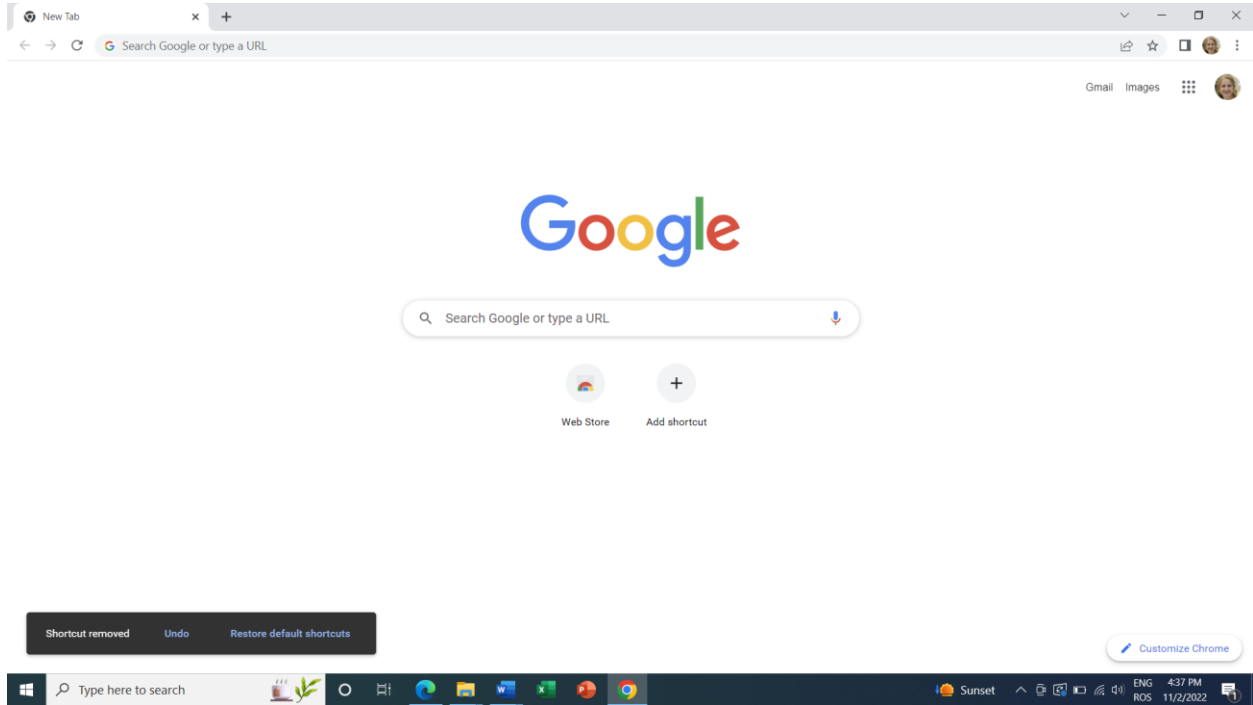 New Tab
Search Google or type a URL
Gmail Images
Google
Search Google or type a URL
Web Store Add shortcut
Shortcut removed Undo Restore default shortcuts
Customize Chrome
Type here to search
Sunset
ENG 4:37 PM
ROS 11/2/2022
1